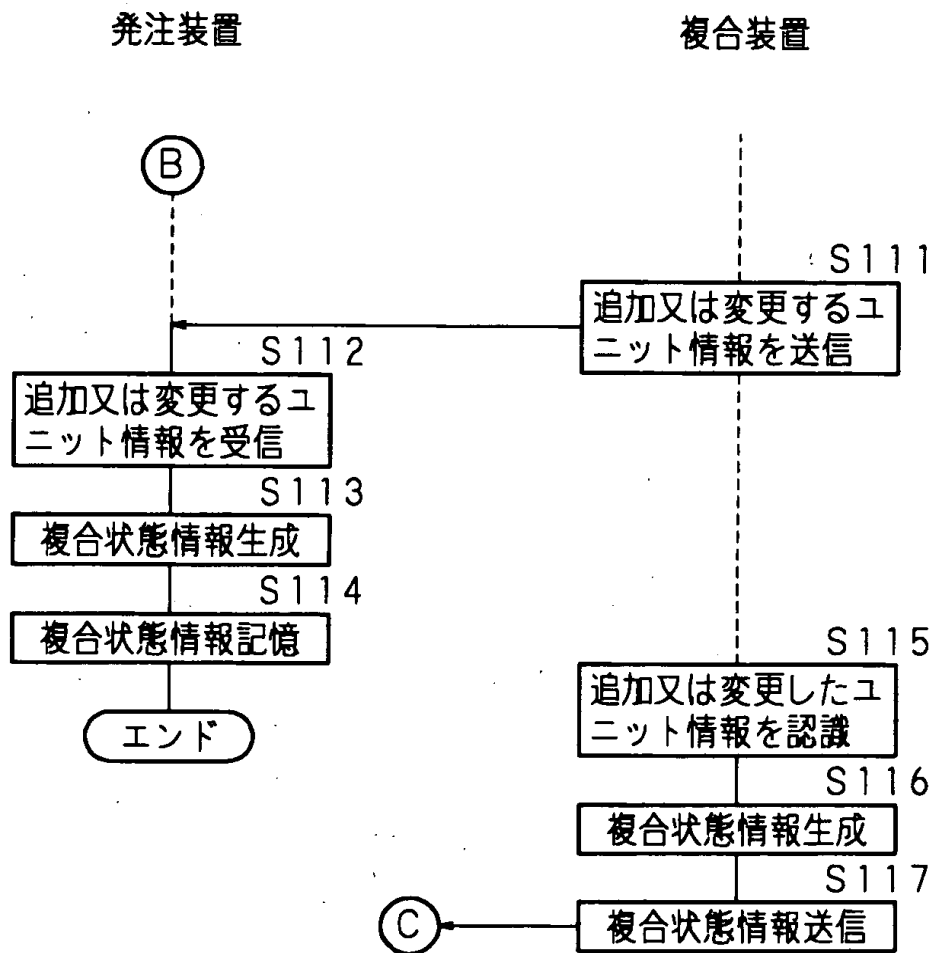 発注装置
複合装置
B
S111
追加又は変更するユ
ニット情報を送信
S112
追加又は変更するユ
ニット情報を受信
S113
複合状態情報生成
S114
複合状態情報記憶
エンド
S115
追加又は変更したユ
ニット情報を認識
S116
複合状態情報生成
S117
複合状態情報送信
C